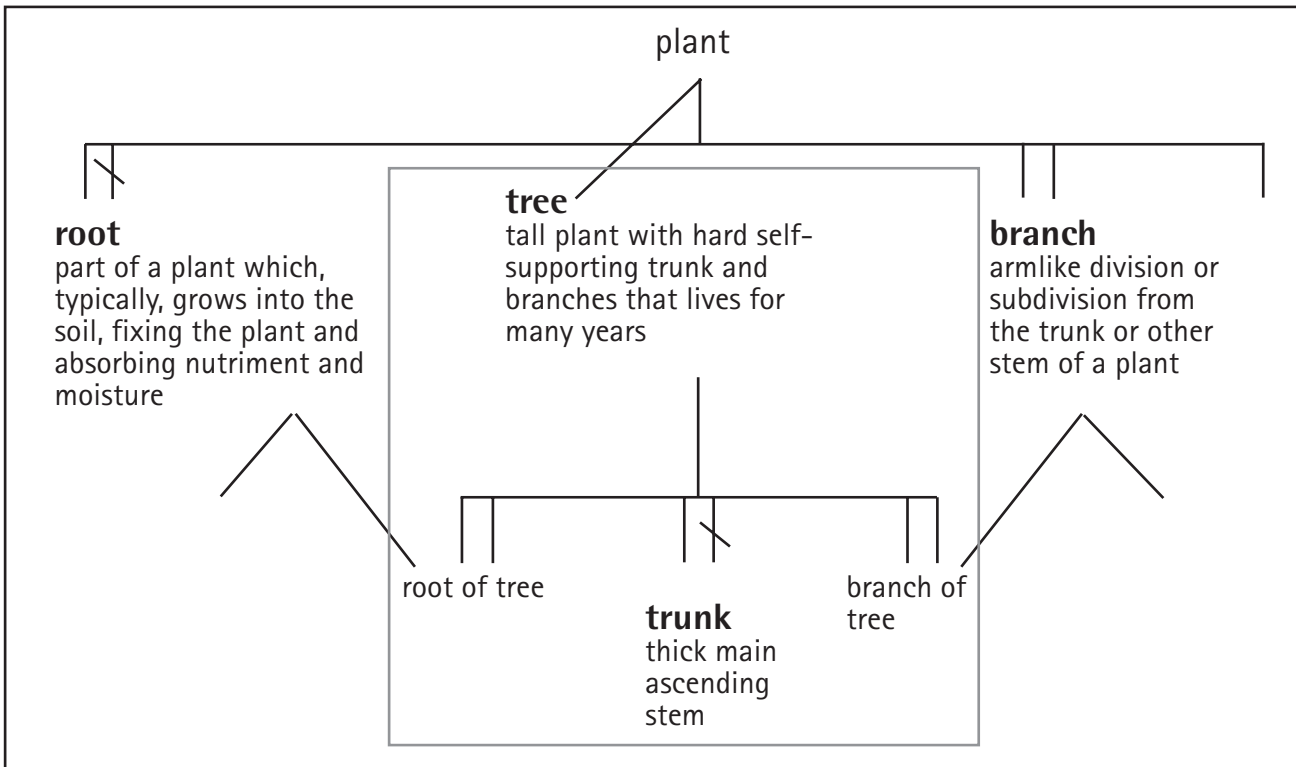 plant
root
part of a plant which,
typically, grows into the
soil, fixing the plant and
absorbing nutriment and
moisture
tree
tall plant with hard self-
supporting trunk and
branches that lives for
many years
branch
armlike division or
subdivision from
the trunk or other
stem of a plant
root of tree
trunk
thick main
ascending
stem
branch of
tree